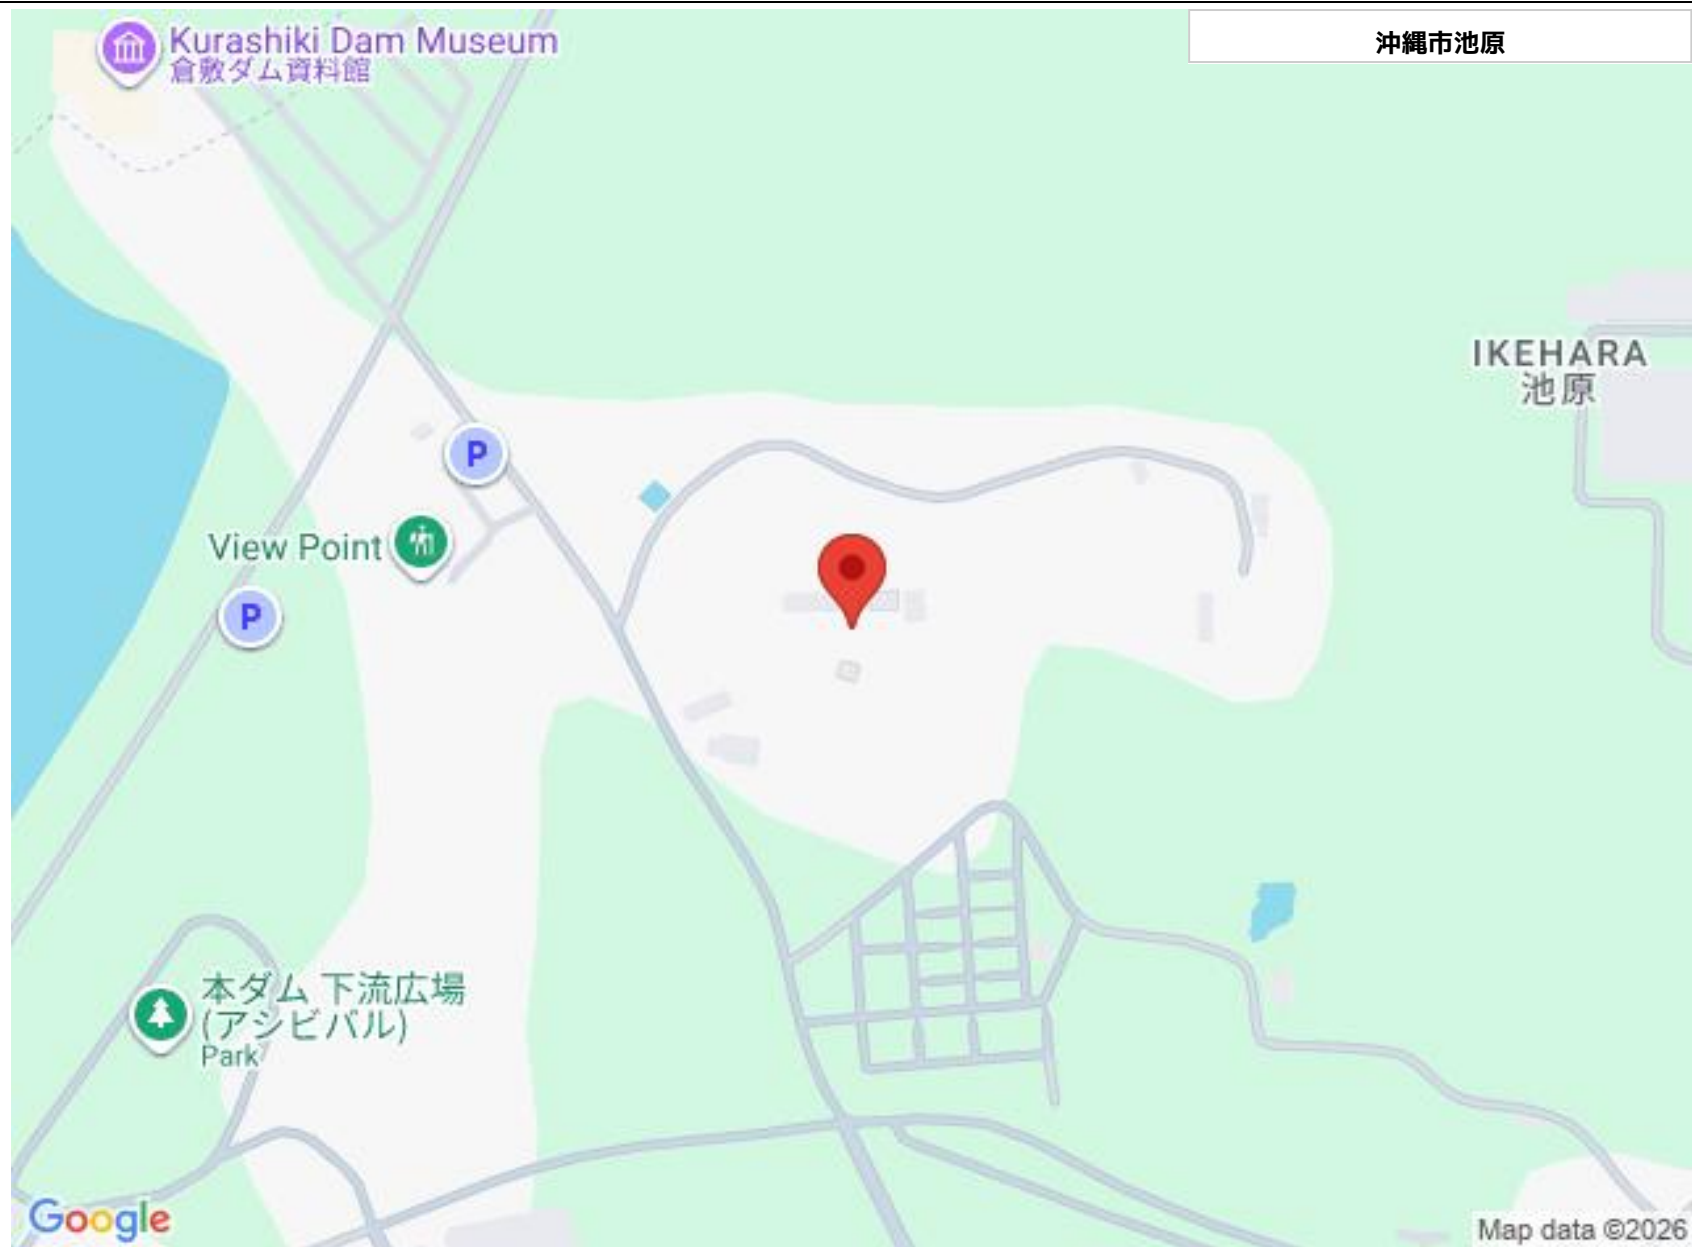 Kurashiki Dam Museum
倉敷ダム資料館
沖縄市池原
IKEHARA
池原
P
View Point
P
本ダム 下流広場
(アシビバル)
Park
Google
Map data ©2026